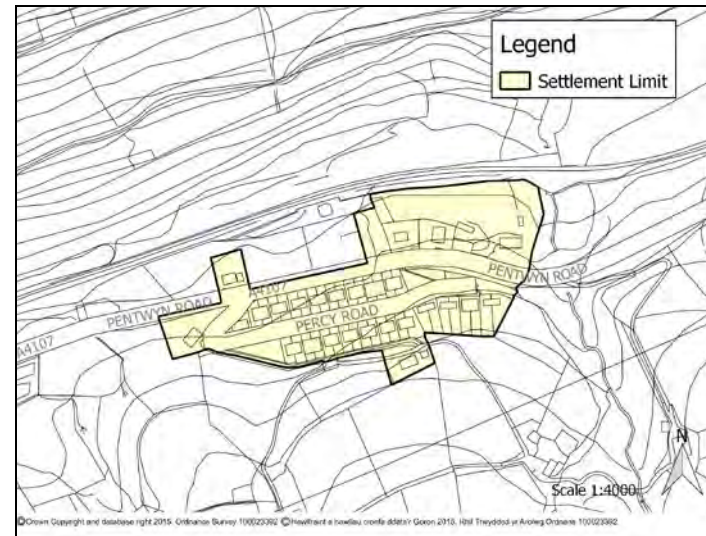 Legend
Settlement Limit
PENTWYN ROAD
A4107
PENTWYN ROAD
PERCY ROAD
A4107
N
Scale 1:4000
©Crown Copyright and database right 2015. Ordnance Survey 100023392 ©Hawlfraint a hawliau cronfa ddata'r Goron 2015. Rhif Trwydded yr Arolwg Ordnans 100023392